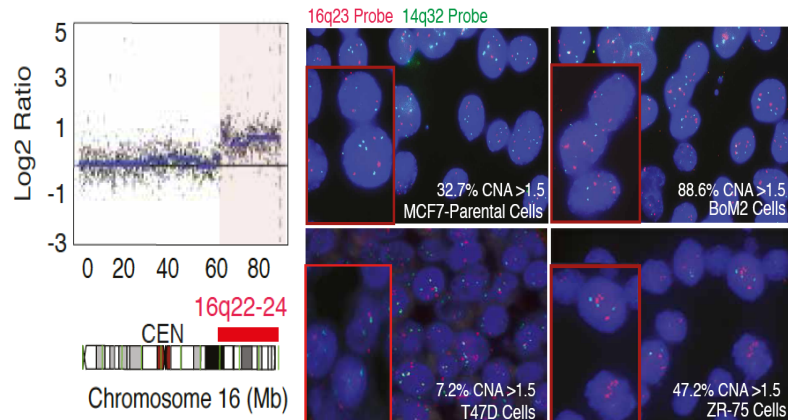 16q23 Probe 14q32 Probe
Log2 Ratio
5
3
1
-1
-3
0 20 40 60 80
16q22-24
CEN
Chromosome 16 (Mb)
32.7% CNA >1.5
MCF7-Parental Cells
88.6% CNA >1.5
BoM2 Cells
7.2% CNA >1.5
T47D Cells
47.2% CNA >1.5
ZR-75 Cells